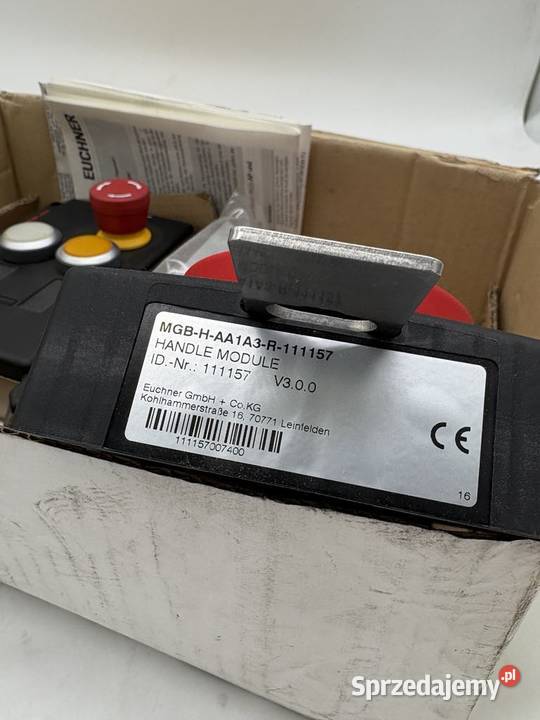 EUCHNER
MGB-H-AA1A3-R-111157
HANDLE MODULE
ID.-Nr.: 111157 V3.0.0
Euchner GmbH + Co.KG
Kohlhammerstraße 16, 70771 Leinfelden
111157007400
CE
16
Sprzedajemy.pl